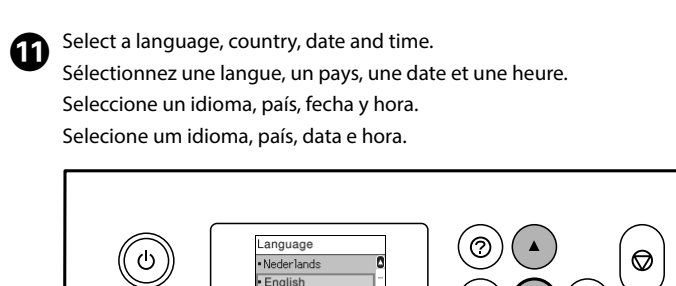 11
Select a language, country, date and time.
Sélectionnez une langue, un pays, une date et une heure.
Seleccione un idioma, país, fecha y hora.
Selecione um idioma, país, data e hora.
Language
•Nederlands
•English
?